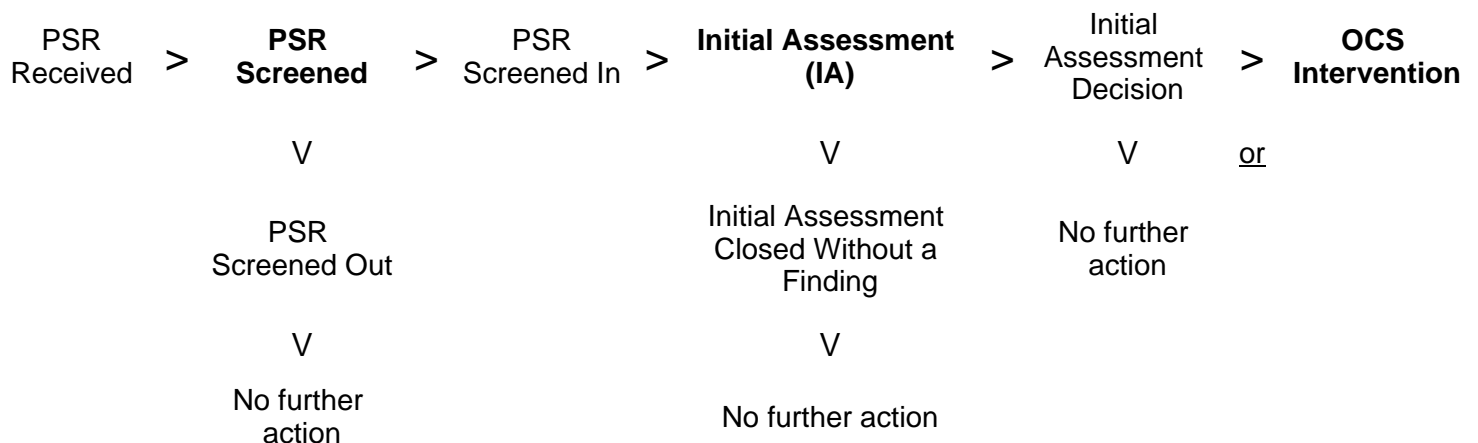 PSR
Received
>
PSR
Screened
>
PSR
Screened In
>
Initial Assessment
(IA)
>
Initial
Assessment
Decision
>
OCS
Intervention
V
V
V
or
PSR
Screened Out
Initial Assessment
Closed Without a
Finding
No further
action
V
V
No further
action
No further action